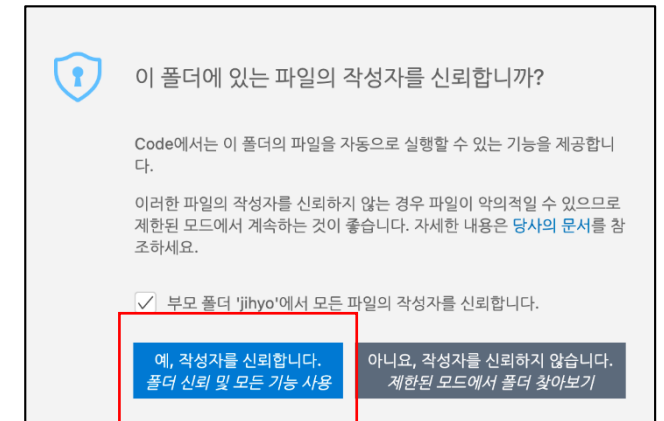 이 폴더에 있는 파일의 작성자를 신뢰합니까?
Code에서는 이 폴더의 파일을 자동으로 실행할 수 있는 기능을 제공합니
다.
이러한 파일의 작성자를 신뢰하지 않는 경우 파일이 악의적일 수 있으므로
제한된 모드에서 계속하는 것이 좋습니다. 자세한 내용은 당사의 문서를 참
조하세요.
부모 폴더 'jihyo'에서 모든 파일의 작성자를 신뢰합니다.
예, 작성자를 신뢰합니다.
폴더 신뢰 및 모든 기능 사용
아니요, 작성자를 신뢰하지 않습니다.
제한된 모드에서 폴더 찾아보기